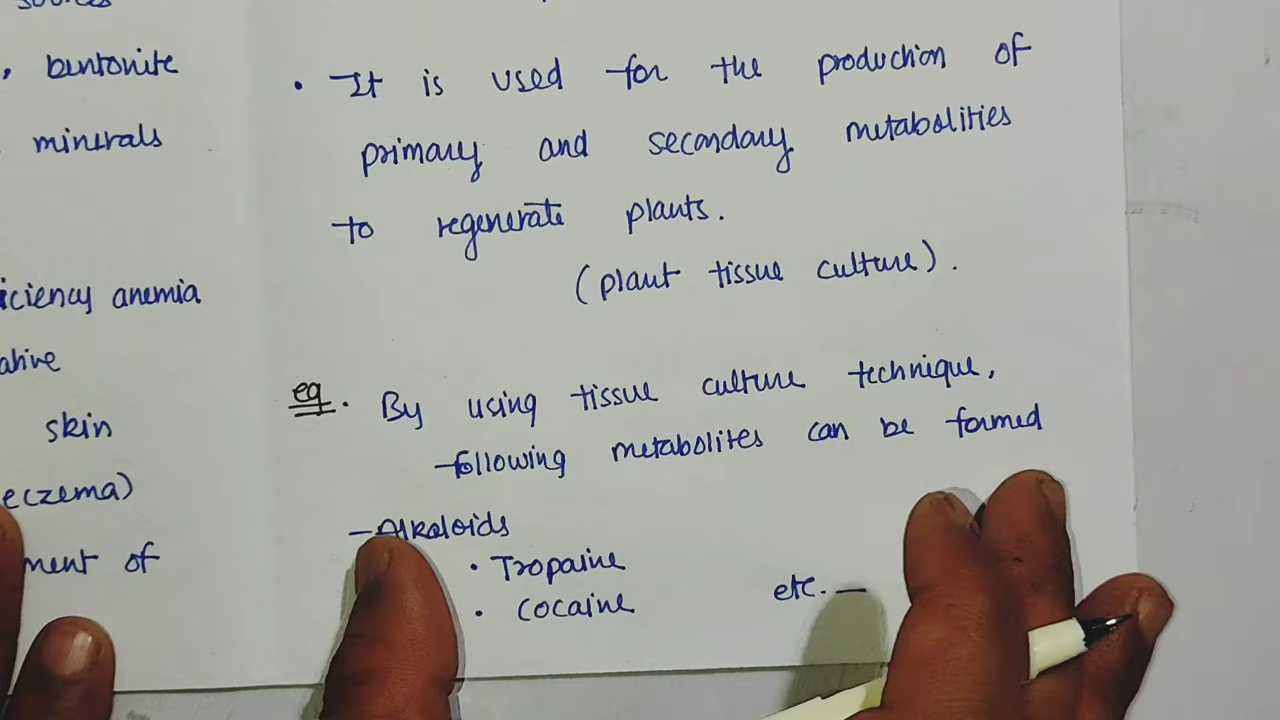 , bentonite
minerals
iciency anemia
ative
skin
eczema)
ment of
• It is used for the production of
primary and secondary metabolities
to regenerate plants.
(plant tissue culture).
eg. By using tissue culture technique,
following metabolites can be formed
- Alkaloids
• Tropaine
• Cocaine etc. —